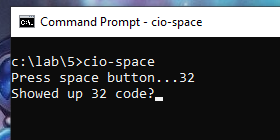 C:\.
Command Prompt - cio-space
c:\lab\5>cio-space
Press space button...32
Showed up 32 code?_